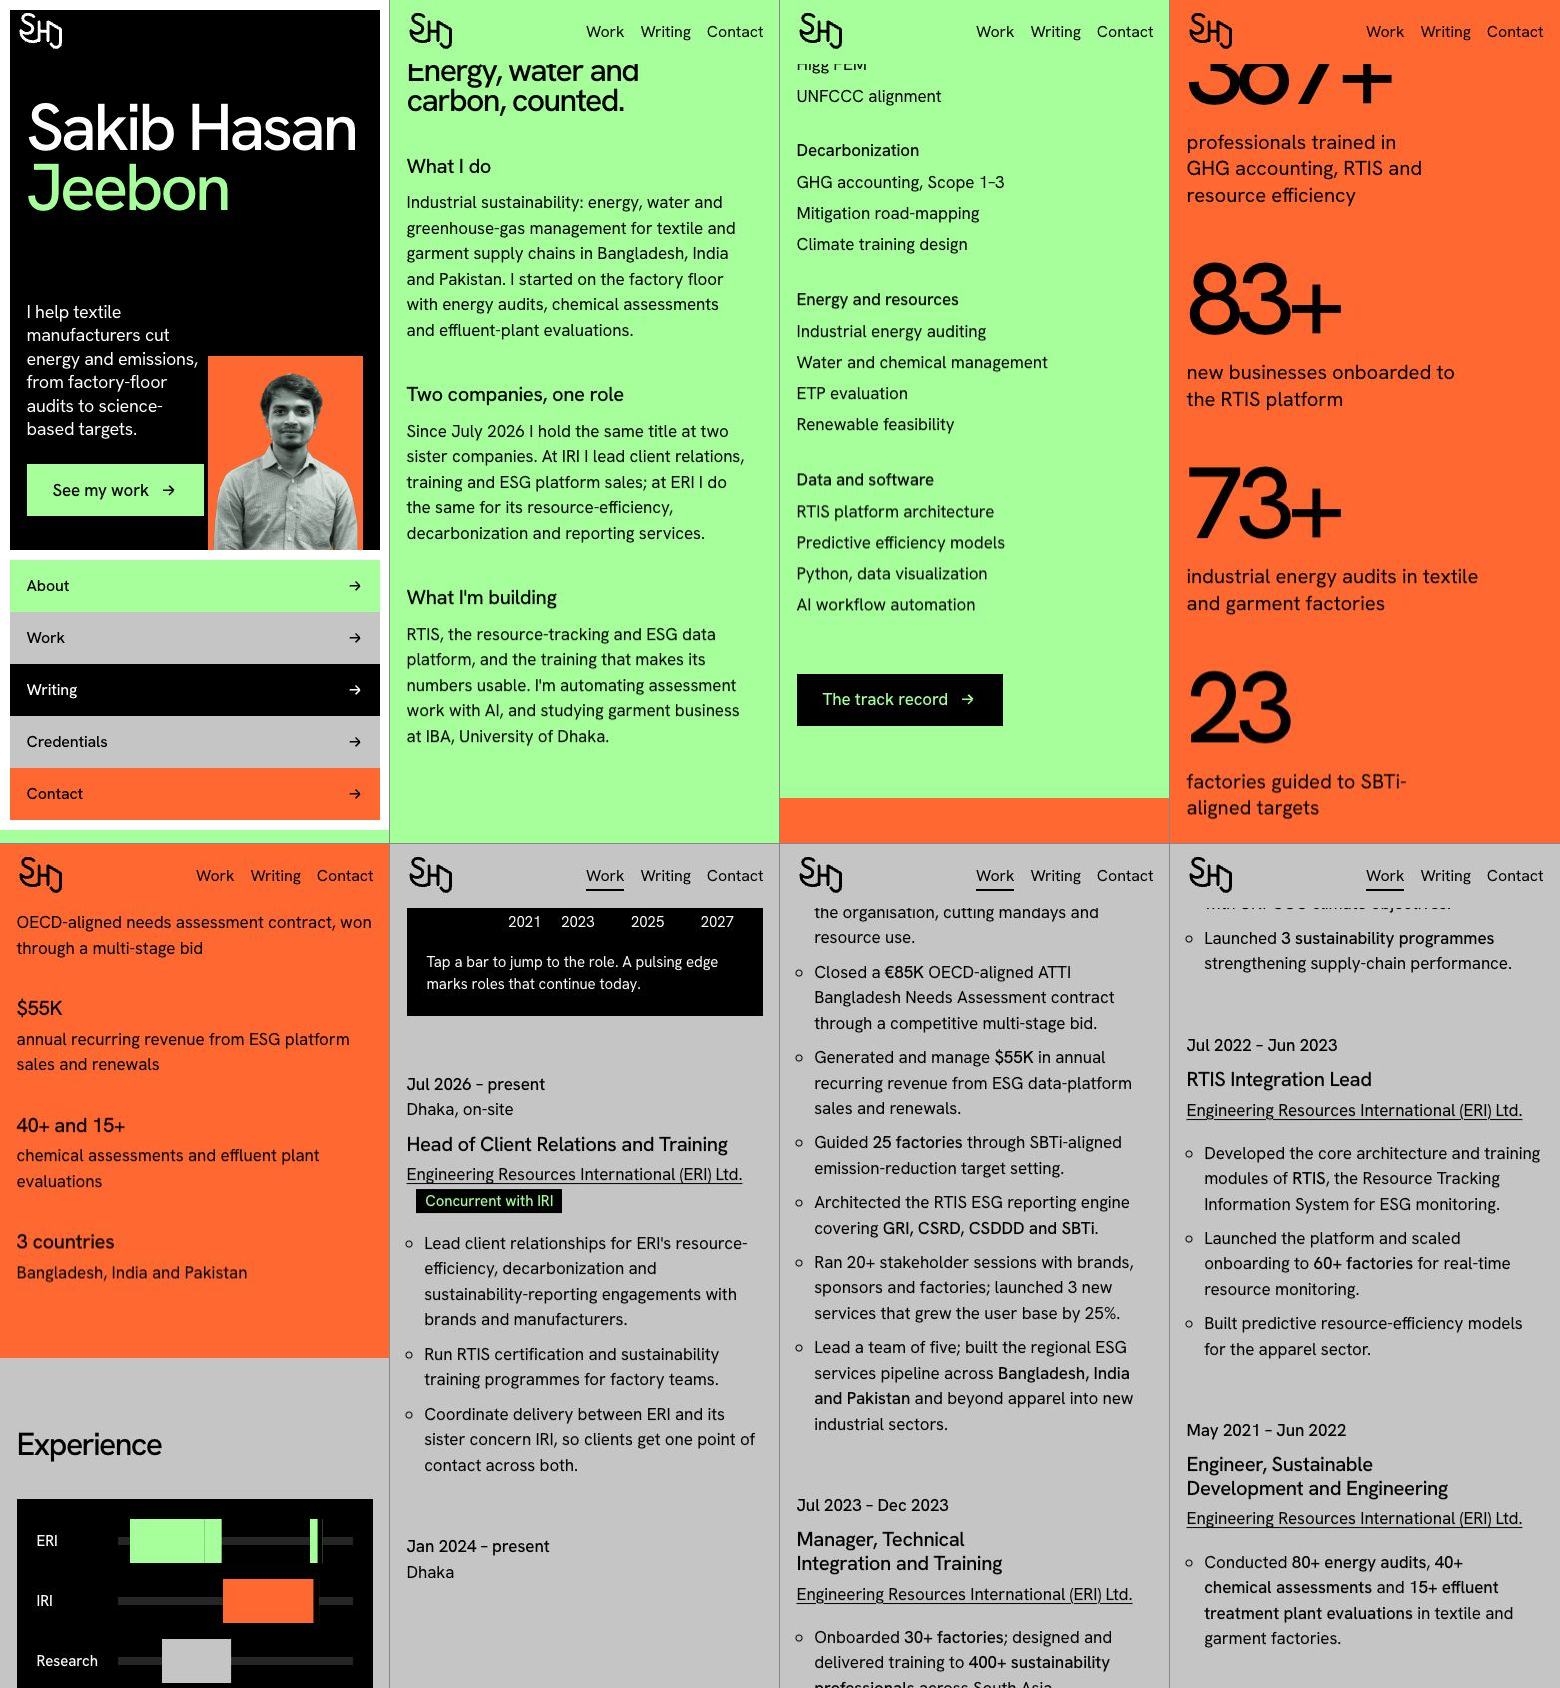 SHJ
Sakib Hasan
Jeebon
I help textile
manufacturers cut
energy and emissions,
from factory-floor
audits to science-
based targets.
See my work →
About →
Work →
Writing →
Credentials →
Contact →
SHJ Work Writing Contact
Energy, water and
carbon, counted.
What I do
Industrial sustainability: energy, water and
greenhouse-gas management for textile and
garment supply chains in Bangladesh, India
and Pakistan. I started on the factory floor
with energy audits, chemical assessments
and effluent-plant evaluations.
Two companies, one role
Since July 2026 I hold the same title at two
sister companies. At IRI I lead client relations,
training and ESG platform sales; at ERI I do
the same for its resource-efficiency,
decarbonization and reporting services.
What I'm building
RTIS, the resource-tracking and ESG data
platform, and the training that makes its
numbers usable. I'm automating assessment
work with AI, and studying garment business
at IBA, University of Dhaka.
SHJ Work Writing Contact
Higg FEM
UNFCCC alignment
Decarbonization
GHG accounting, Scope 1–3
Mitigation road-mapping
Climate training design
Energy and resources
Industrial energy auditing
Water and chemical management
ETP evaluation
Renewable feasibility
Data and software
RTIS platform architecture
Predictive efficiency models
Python, data visualization
AI workflow automation
The track record →
SHJ Work Writing Contact
367+
professionals trained in
GHG accounting, RTIS and
resource efficiency
83+
new businesses onboarded to
the RTIS platform
73+
industrial energy audits in textile
and garment factories
23
factories guided to SBTi-
aligned targets
SHJ Work Writing Contact
OECD-aligned needs assessment contract, won
through a multi-stage bid
$55K
annual recurring revenue from ESG platform
sales and renewals
40+ and 15+
chemical assessments and effluent plant
evaluations
3 countries
Bangladesh, India and Pakistan
Experience
ERI
IRI
Research
SHJ Work Writing Contact
2021 2023 2025 2027
Tap a bar to jump to the role. A pulsing edge
marks roles that continue today.
Jul 2026 – present
Dhaka, on-site
Head of Client Relations and Training
Engineering Resources International (ERI) Ltd.
Concurrent with IRI
Lead client relationships for ERI's resource-
efficiency, decarbonization and
sustainability-reporting engagements with
brands and manufacturers.
Run RTIS certification and sustainability
training programmes for factory teams.
Coordinate delivery between ERI and its
sister concern IRI, so clients get one point of
contact across both.
Jan 2024 – present
Dhaka
SHJ Work Writing Contact
the organisation, cutting mandays and
resource use.
Closed a €85K OECD-aligned ATTI
Bangladesh Needs Assessment contract
through a competitive multi-stage bid.
Generated and manage $55K in annual
recurring revenue from ESG data-platform
sales and renewals.
Guided 25 factories through SBTi-aligned
emission-reduction target setting.
Architected the RTIS ESG reporting engine
covering GRI, CSRD, CSDDD and SBTi.
Ran 20+ stakeholder sessions with brands,
sponsors and factories; launched 3 new
services that grew the user base by 25%.
Lead a team of five; built the regional ESG
services pipeline across Bangladesh, India
and Pakistan and beyond apparel into new
industrial sectors.
Jul 2023 – Dec 2023
Manager, Technical
Integration and Training
Engineering Resources International (ERI) Ltd.
Onboarded 30+ factories; designed and
delivered training to 400+ sustainability
professionals across South Asia
SHJ Work Writing Contact
Launched 3 sustainability programmes
strengthening supply-chain performance.
Jul 2022 – Jun 2023
RTIS Integration Lead
Engineering Resources International (ERI) Ltd.
Developed the core architecture and training
modules of RTIS, the Resource Tracking
Information System for ESG monitoring.
Launched the platform and scaled
onboarding to 60+ factories for real-time
resource monitoring.
Built predictive resource-efficiency models
for the apparel sector.
May 2021 – Jun 2022
Engineer, Sustainable
Development and Engineering
Engineering Resources International (ERI) Ltd.
Conducted 80+ energy audits, 40+
chemical assessments and 15+ effluent
treatment plant evaluations in textile and
garment factories.